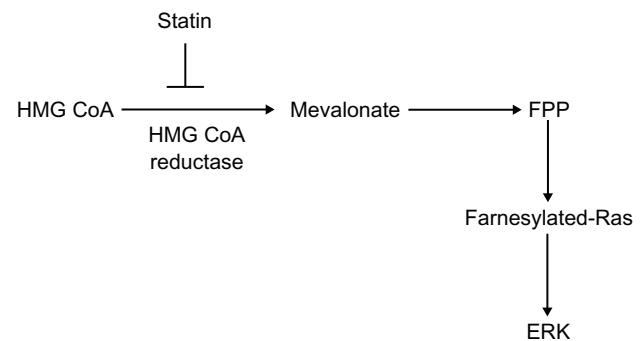 Statin
HMG CoA
Mevalonate
FPP
HMG CoA
reductase
Farnesylated-Ras
ERK